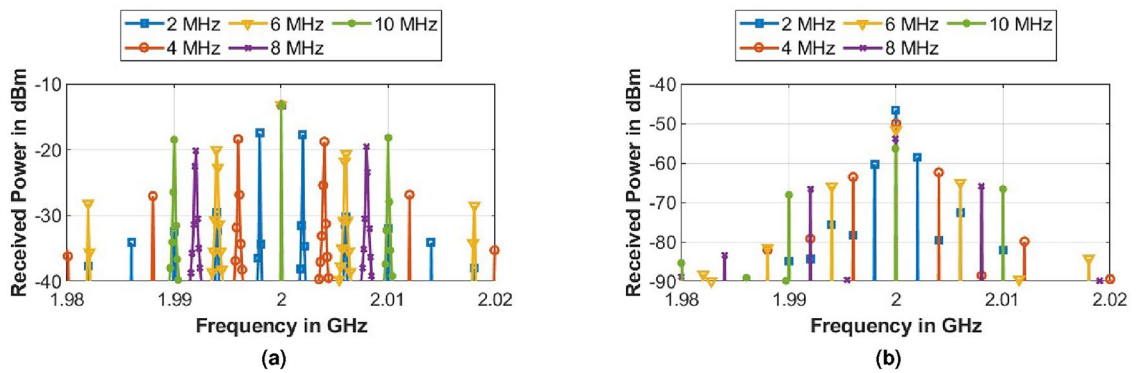 2 MHz 6 MHz 10 MHz
4 MHz 8 MHz
Received Power in dBm
-10
-20
-30
-40
1.98 1.99 2 2.01 2.02
Frequency in GHz
(a)
2 MHz 6 MHz 10 MHz
4 MHz 8 MHz
Received Power in dBm
-40
-50
-60
-70
-80
-90
1.98 1.99 2 2.01 2.02
Frequency in GHz
(b)